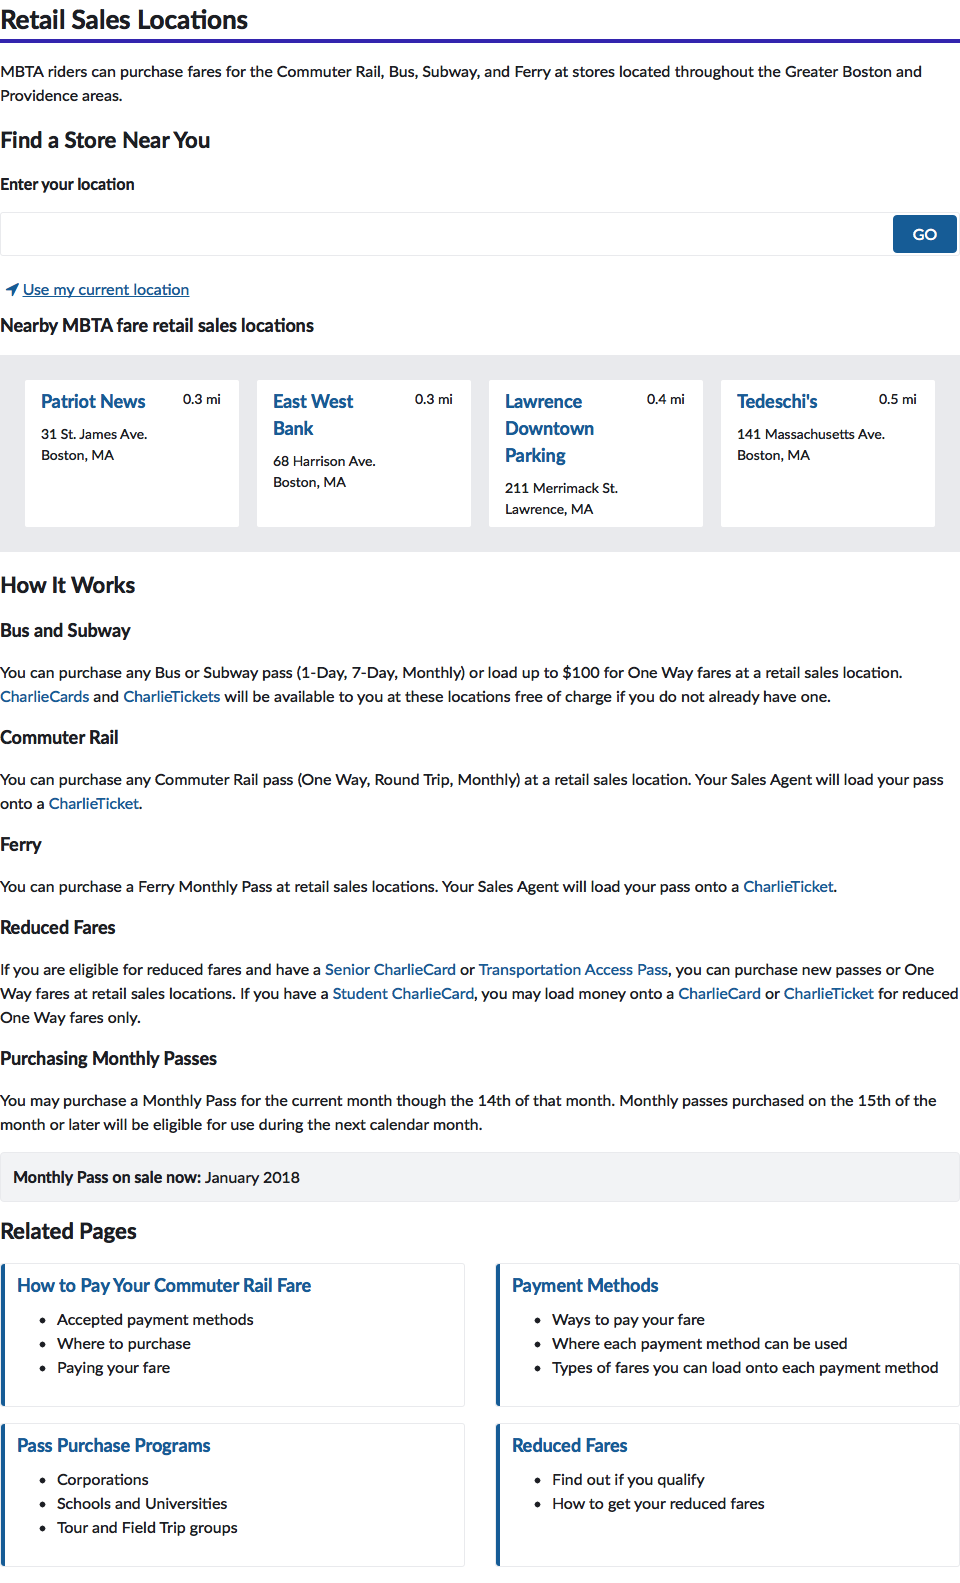 Retail Sales Locations
MBTA riders can purchase fares for the Commuter Rail, Bus, Subway, and Ferry at stores located throughout the Greater Boston and
Providence areas.
Find a Store Near You
Enter your location
GO
Use my current location
Nearby MBTA fare retail sales locations
Patriot News 0.3 mi
31 St. James Ave.
Boston, MA
East West 0.3 mi
Bank
68 Harrison Ave.
Boston, MA
Lawrence 0.4 mi
Downtown
Parking
211 Merrimack St.
Lawrence, MA
Tedeschi's 0.5 mi
141 Massachusetts Ave.
Boston, MA
How It Works
Bus and Subway
You can purchase any Bus or Subway pass (1-Day, 7-Day, Monthly) or load up to $100 for One Way fares at a retail sales location.
CharlieCards and CharlieTickets will be available to you at these locations free of charge if you do not already have one.
Commuter Rail
You can purchase any Commuter Rail pass (One Way, Round Trip, Monthly) at a retail sales location. Your Sales Agent will load your pass
onto a CharlieTicket.
Ferry
You can purchase a Ferry Monthly Pass at retail sales locations. Your Sales Agent will load your pass onto a CharlieTicket.
Reduced Fares
If you are eligible for reduced fares and have a Senior CharlieCard or Transportation Access Pass, you can purchase new passes or One
Way fares at retail sales locations. If you have a Student CharlieCard, you may load money onto a CharlieCard or CharlieTicket for reduced
One Way fares only.
Purchasing Monthly Passes
You may purchase a Monthly Pass for the current month though the 14th of that month. Monthly passes purchased on the 15th of the
month or later will be eligible for use during the next calendar month.
Monthly Pass on sale now: January 2018
Related Pages
How to Pay Your Commuter Rail Fare
• Accepted payment methods
• Where to purchase
• Paying your fare
Payment Methods
• Ways to pay your fare
• Where each payment method can be used
• Types of fares you can load onto each payment method
Pass Purchase Programs
• Corporations
• Schools and Universities
• Tour and Field Trip groups
Reduced Fares
• Find out if you qualify
• How to get your reduced fares